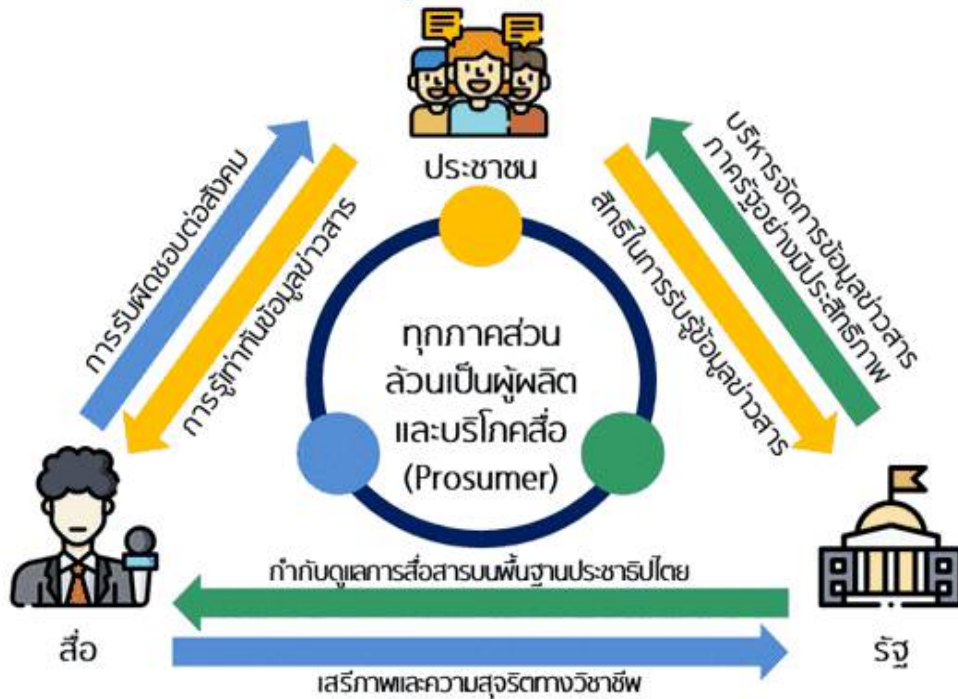 ประชาชน
การรับผิดชอบต่อสังคม
การรู้เท่าทันข้อมูลข่าวสาร
สิทธิในการรับรู้ข้อมูลข่าวสาร
บริหารจัดการข้อมูลข่าวสาร
ภาครัฐอย่างมีประสิทธิภาพ
ทุกภาคส่วน
ล้วนเป็นผู้ผลิต
และบริโภคสื่อ
(Prosumer)
กำกับดูแลการสื่อสารบนพื้นฐานประชาธิปไตย
สื่อ
รัฐ
เสรีภาพและความสุจริตทางวิชาชีพ